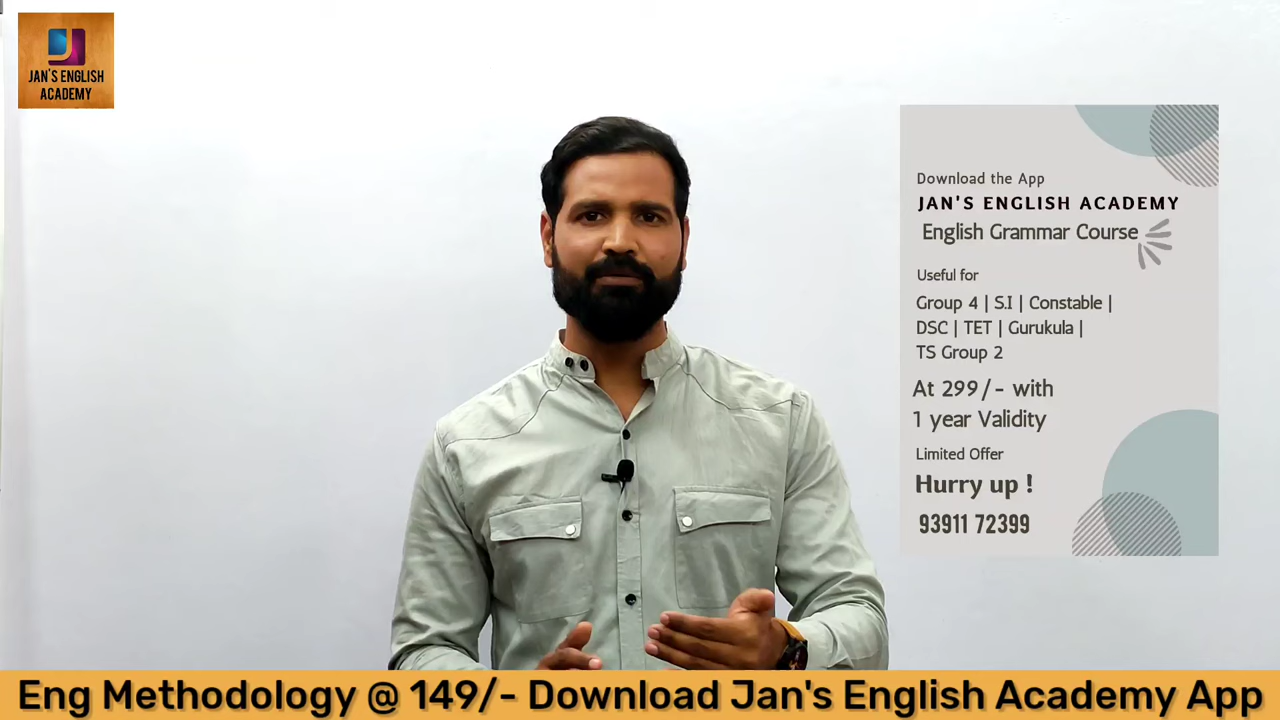 JAN'S ENGLISH
ACADEMY
Download the App
JAN'S ENGLISH ACADEMY
English Grammar Course
Useful for
Group 4 | S.I | Constable |
DSC | TET | Gurukula |
TS Group 2
At 299/- with
1 year Validity
Limited Offer
Hurry up !
93911 72399
Eng Methodology @ 149/- Download Jan's English Academy App